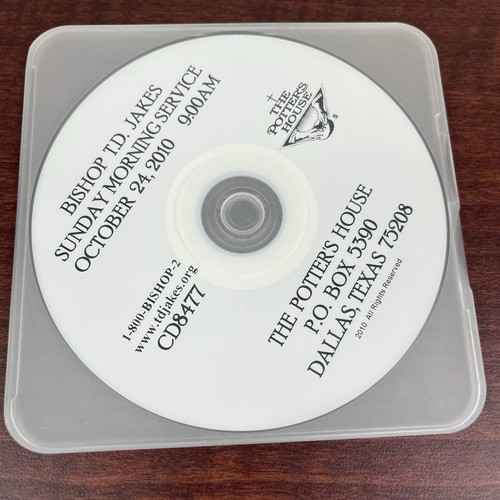 BISHOP T.D. JAKES
SUNDAY MORNING SERVICE
OCTOBER 24, 2010 9:00AM
THE
POTTER'S
HOUSE
1-800-BISHOP-2
www.tdjakes.org
CD8477
THE POTTER'S HOUSE
P.O. BOX 5390
DALLAS, TEXAS 75208
2010 All Rights Reserved